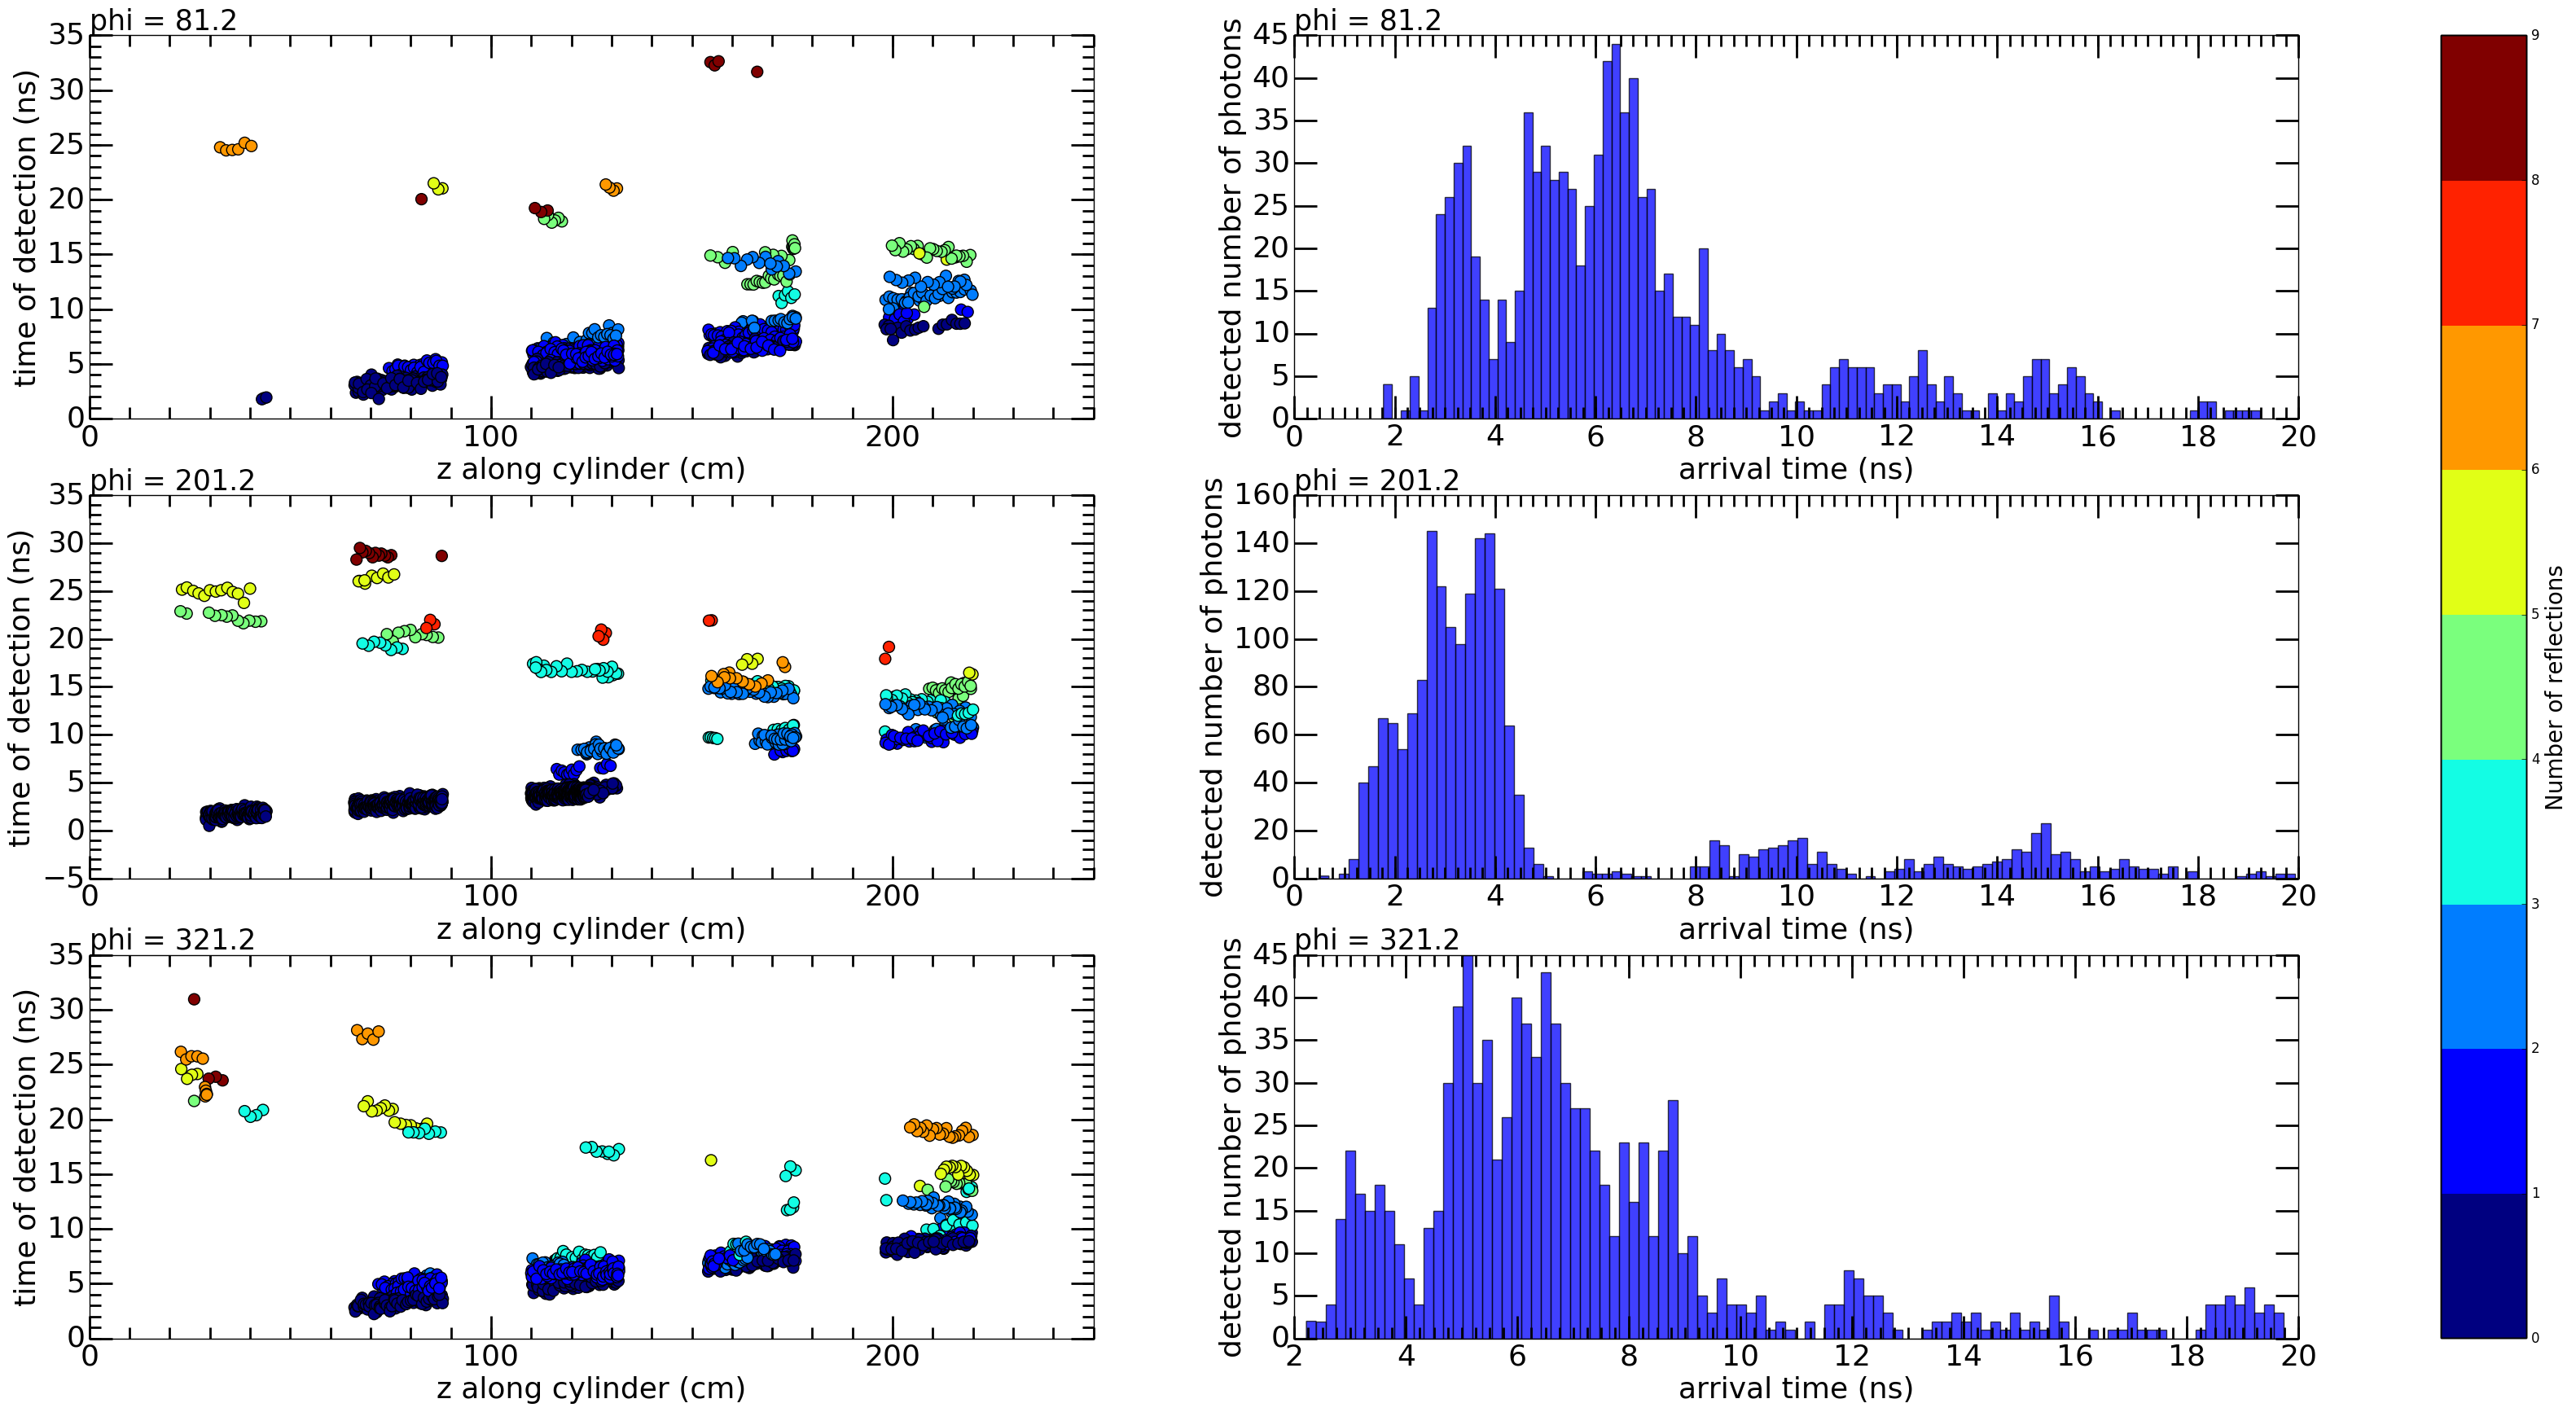 phi = 81.2
time of detection (ns)
35
30
25
20
15
10
5
0
0 100 200
z along cylinder (cm)
phi = 81.2
detected number of photons
45
40
35
30
25
20
15
10
5
0
0 2 4 6 8 10 12 14 16 18 20
arrival time (ns)
phi = 201.2
time of detection (ns)
35
30
25
20
15
10
5
0
−5
0 100 200
z along cylinder (cm)
phi = 201.2
detected number of photons
160
140
120
100
80
60
40
20
0
0 2 4 6 8 10 12 14 16 18 20
arrival time (ns)
phi = 321.2
time of detection (ns)
35
30
25
20
15
10
5
0
0 100 200
z along cylinder (cm)
phi = 321.2
detected number of photons
45
40
35
30
25
20
15
10
5
0
2 4 6 8 10 12 14 16 18 20
arrival time (ns)
9
8
7
6
5
4
3
2
1
0
Number of reflections